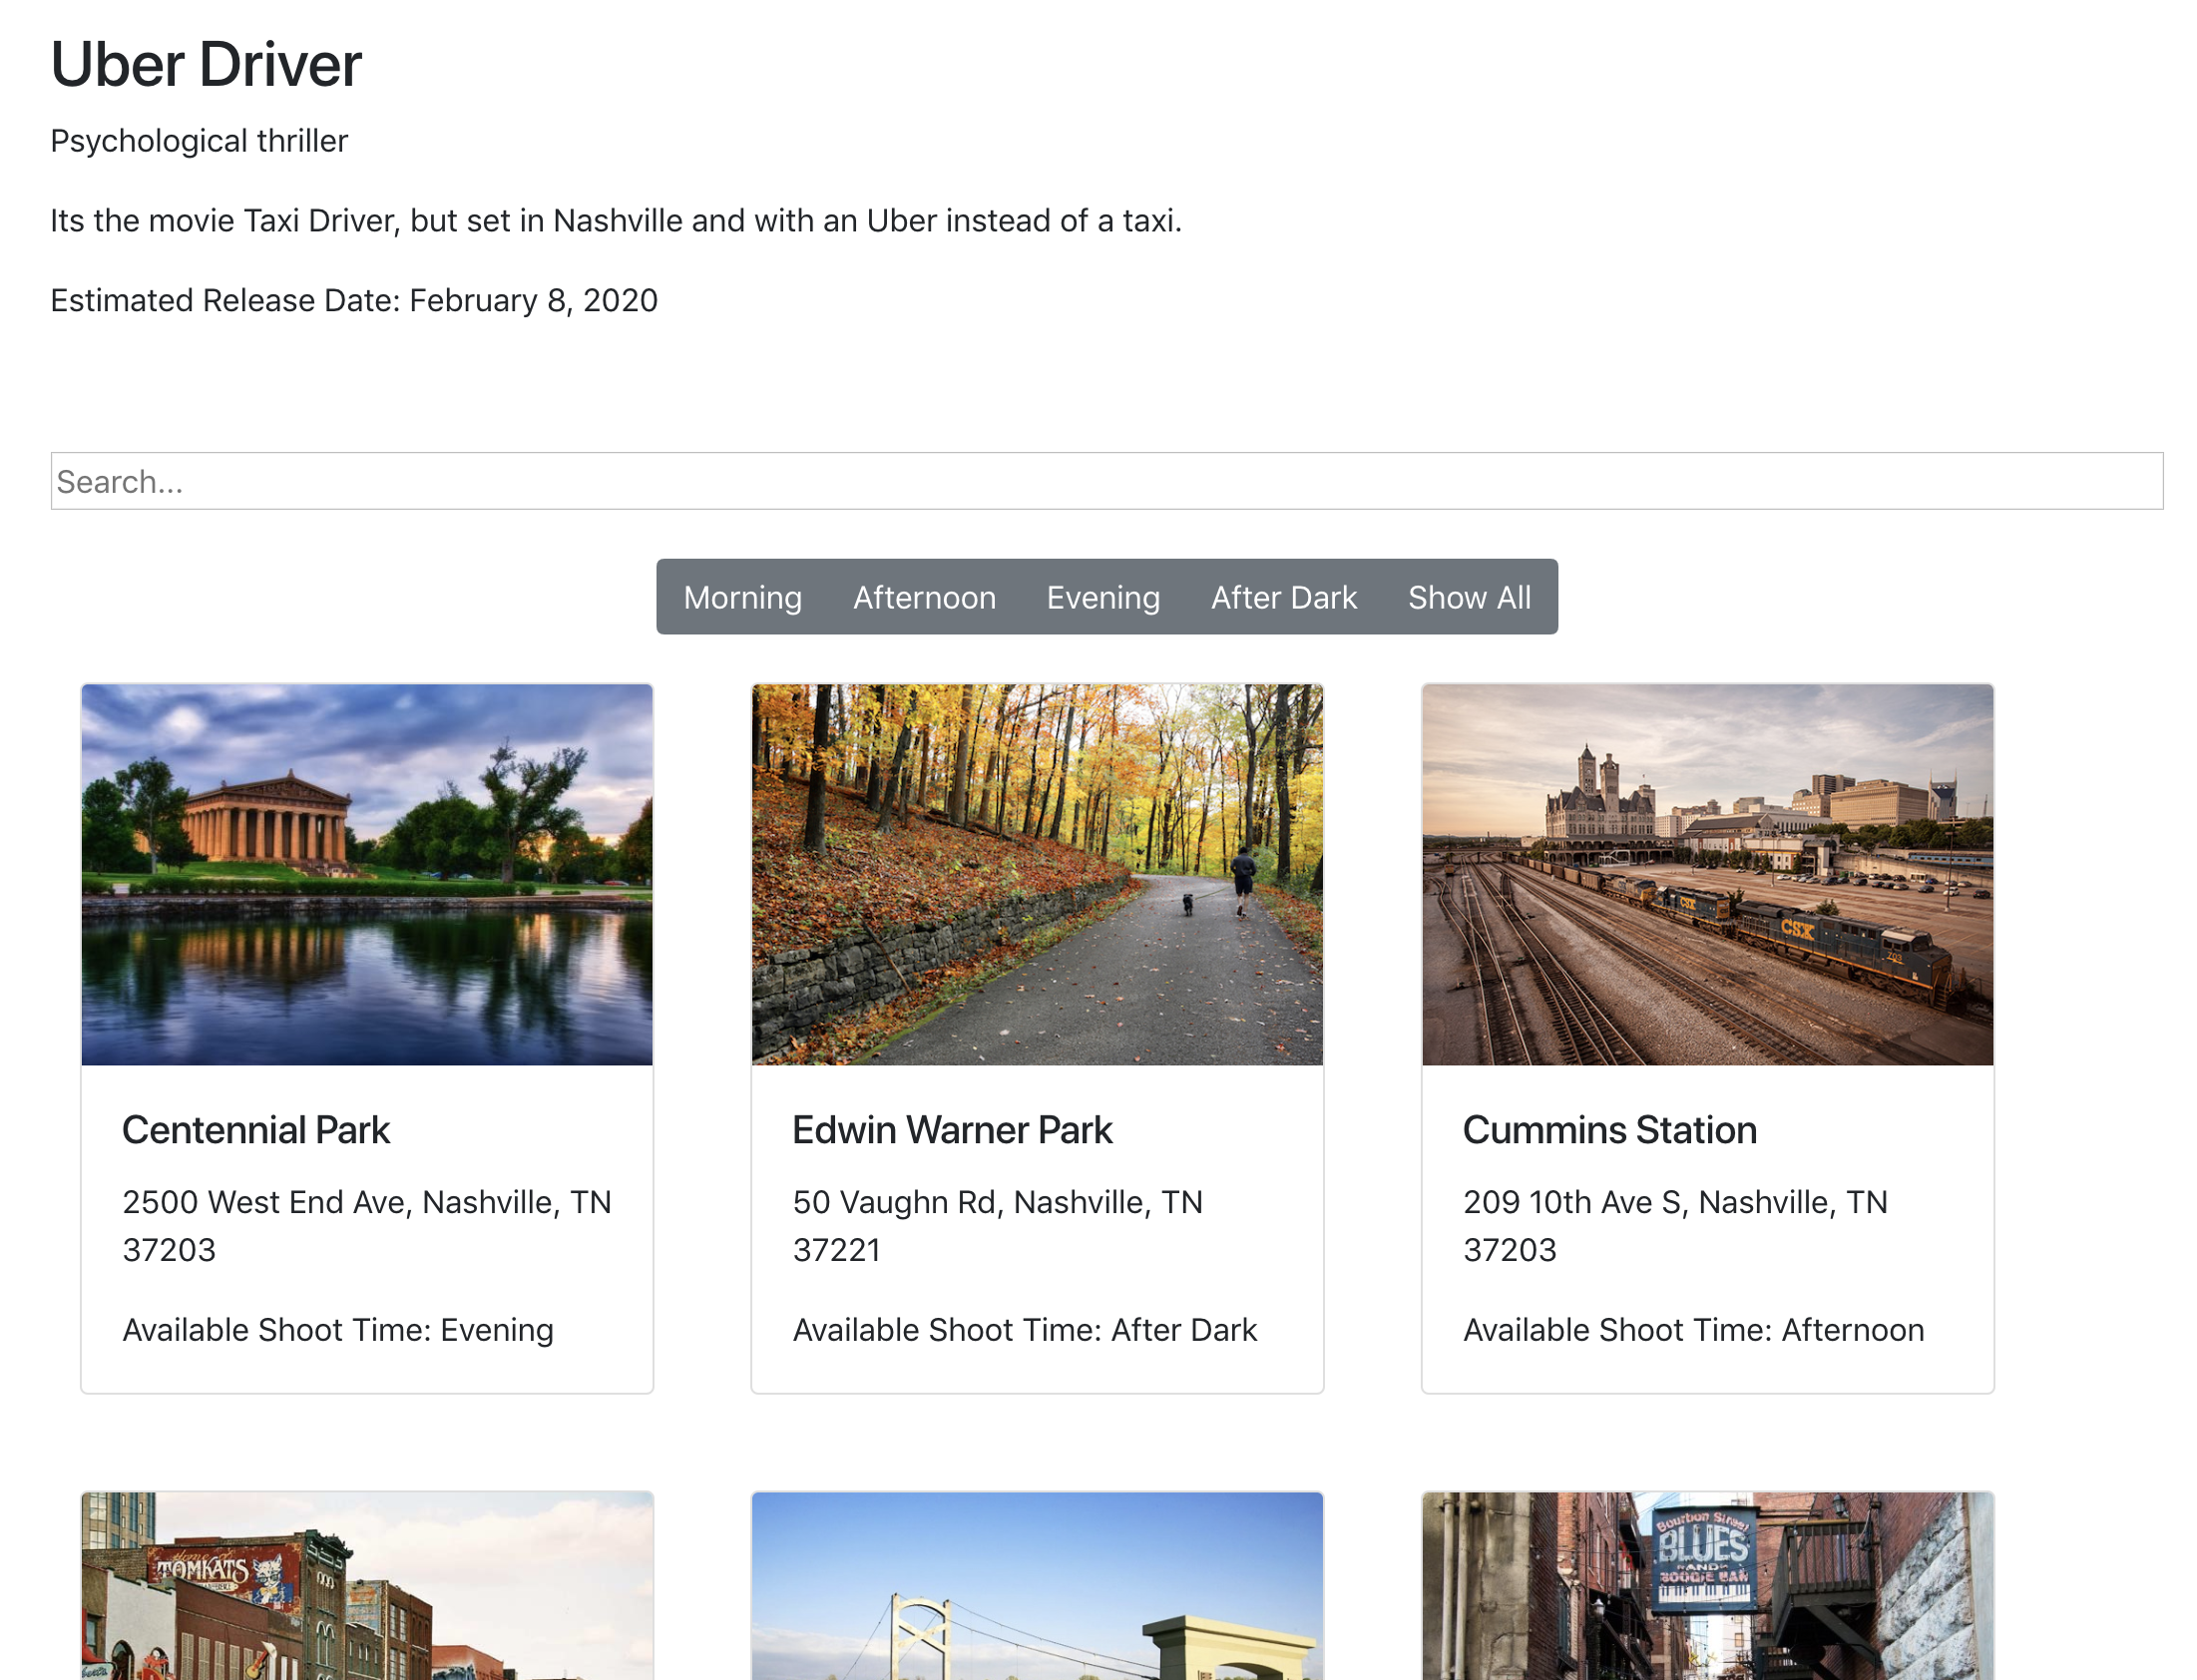 Uber Driver
Psychological thriller
Its the movie Taxi Driver, but set in Nashville and with an Uber instead of a taxi.
Estimated Release Date: February 8, 2020
Search...
Morning Afternoon Evening After Dark Show All
CSX
CSX
Centennial Park
2500 West End Ave, Nashville, TN
37203
Available Shoot Time: Evening
Edwin Warner Park
50 Vaughn Rd, Nashville, TN
37221
Available Shoot Time: After Dark
Cummins Station
209 10th Ave S, Nashville, TN
37203
Available Shoot Time: Afternoon
Home of
TOMKATS
Bourbon Street
BLUES
AND
BOOGIE BAR